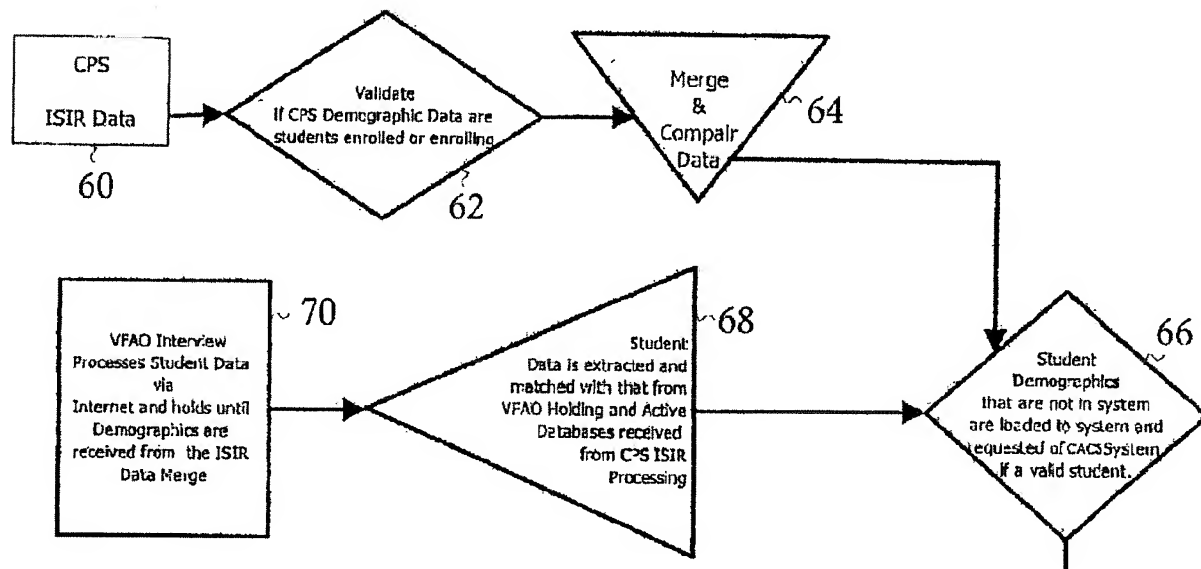 CPS
ISIR Data
60
Validate
If CPS Demographic Data are
students enrolled or enrolling
62
Merge
&
Compair
Data
64
VFAO Interview
Processes Student Data
via
Internet and holds until
Demographics are
received from the ISIR
Data Merge
70
Student
Data is extracted and
matched with that from
VFAO Holding and Active
Databases received
from CPS ISIR
Processing
68
Student
Demographics
that are not in system
are loaded to system and
requested of CACSSystem
if a valid student.
66